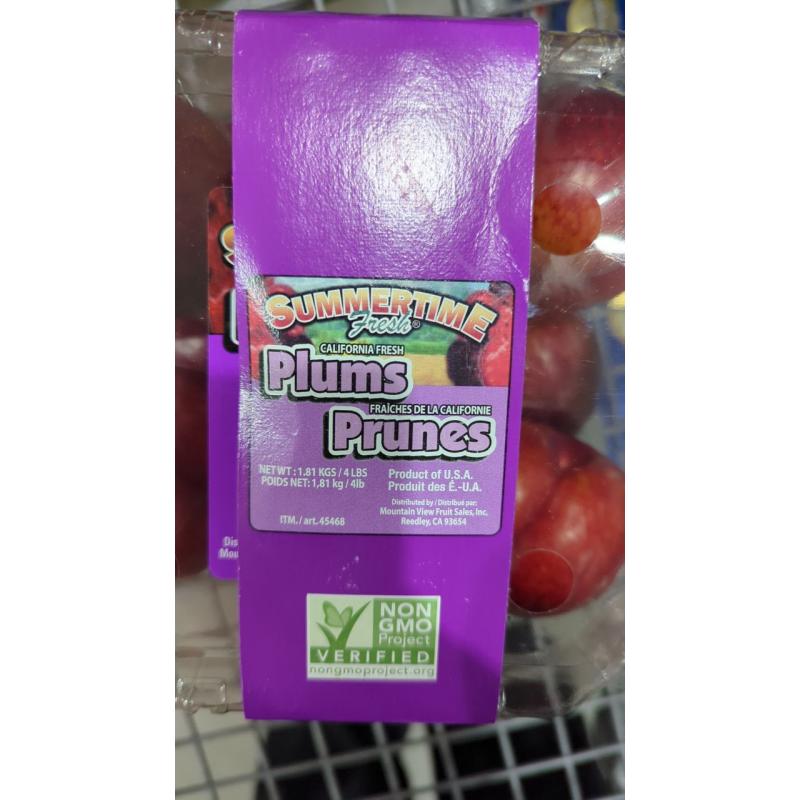 SUMMERTIME
Fresh®
CALIFORNIA FRESH
Plums
FRAÎCHES DE LA CALIFORNIE
Prunes
NET WT : 1.81 KGS / 4 LBS
POIDS NET: 1,81 kg / 4lb
Product of U.S.A.
Produit des É.-U.A.
Distributed by / Distribué par:
Mountain View Fruit Sales, Inc.
Reedley, CA 93654
ITM. / art. 45468
Dis
Mou
NON
GMO
Project
VERIFIED
nongmoproject.org